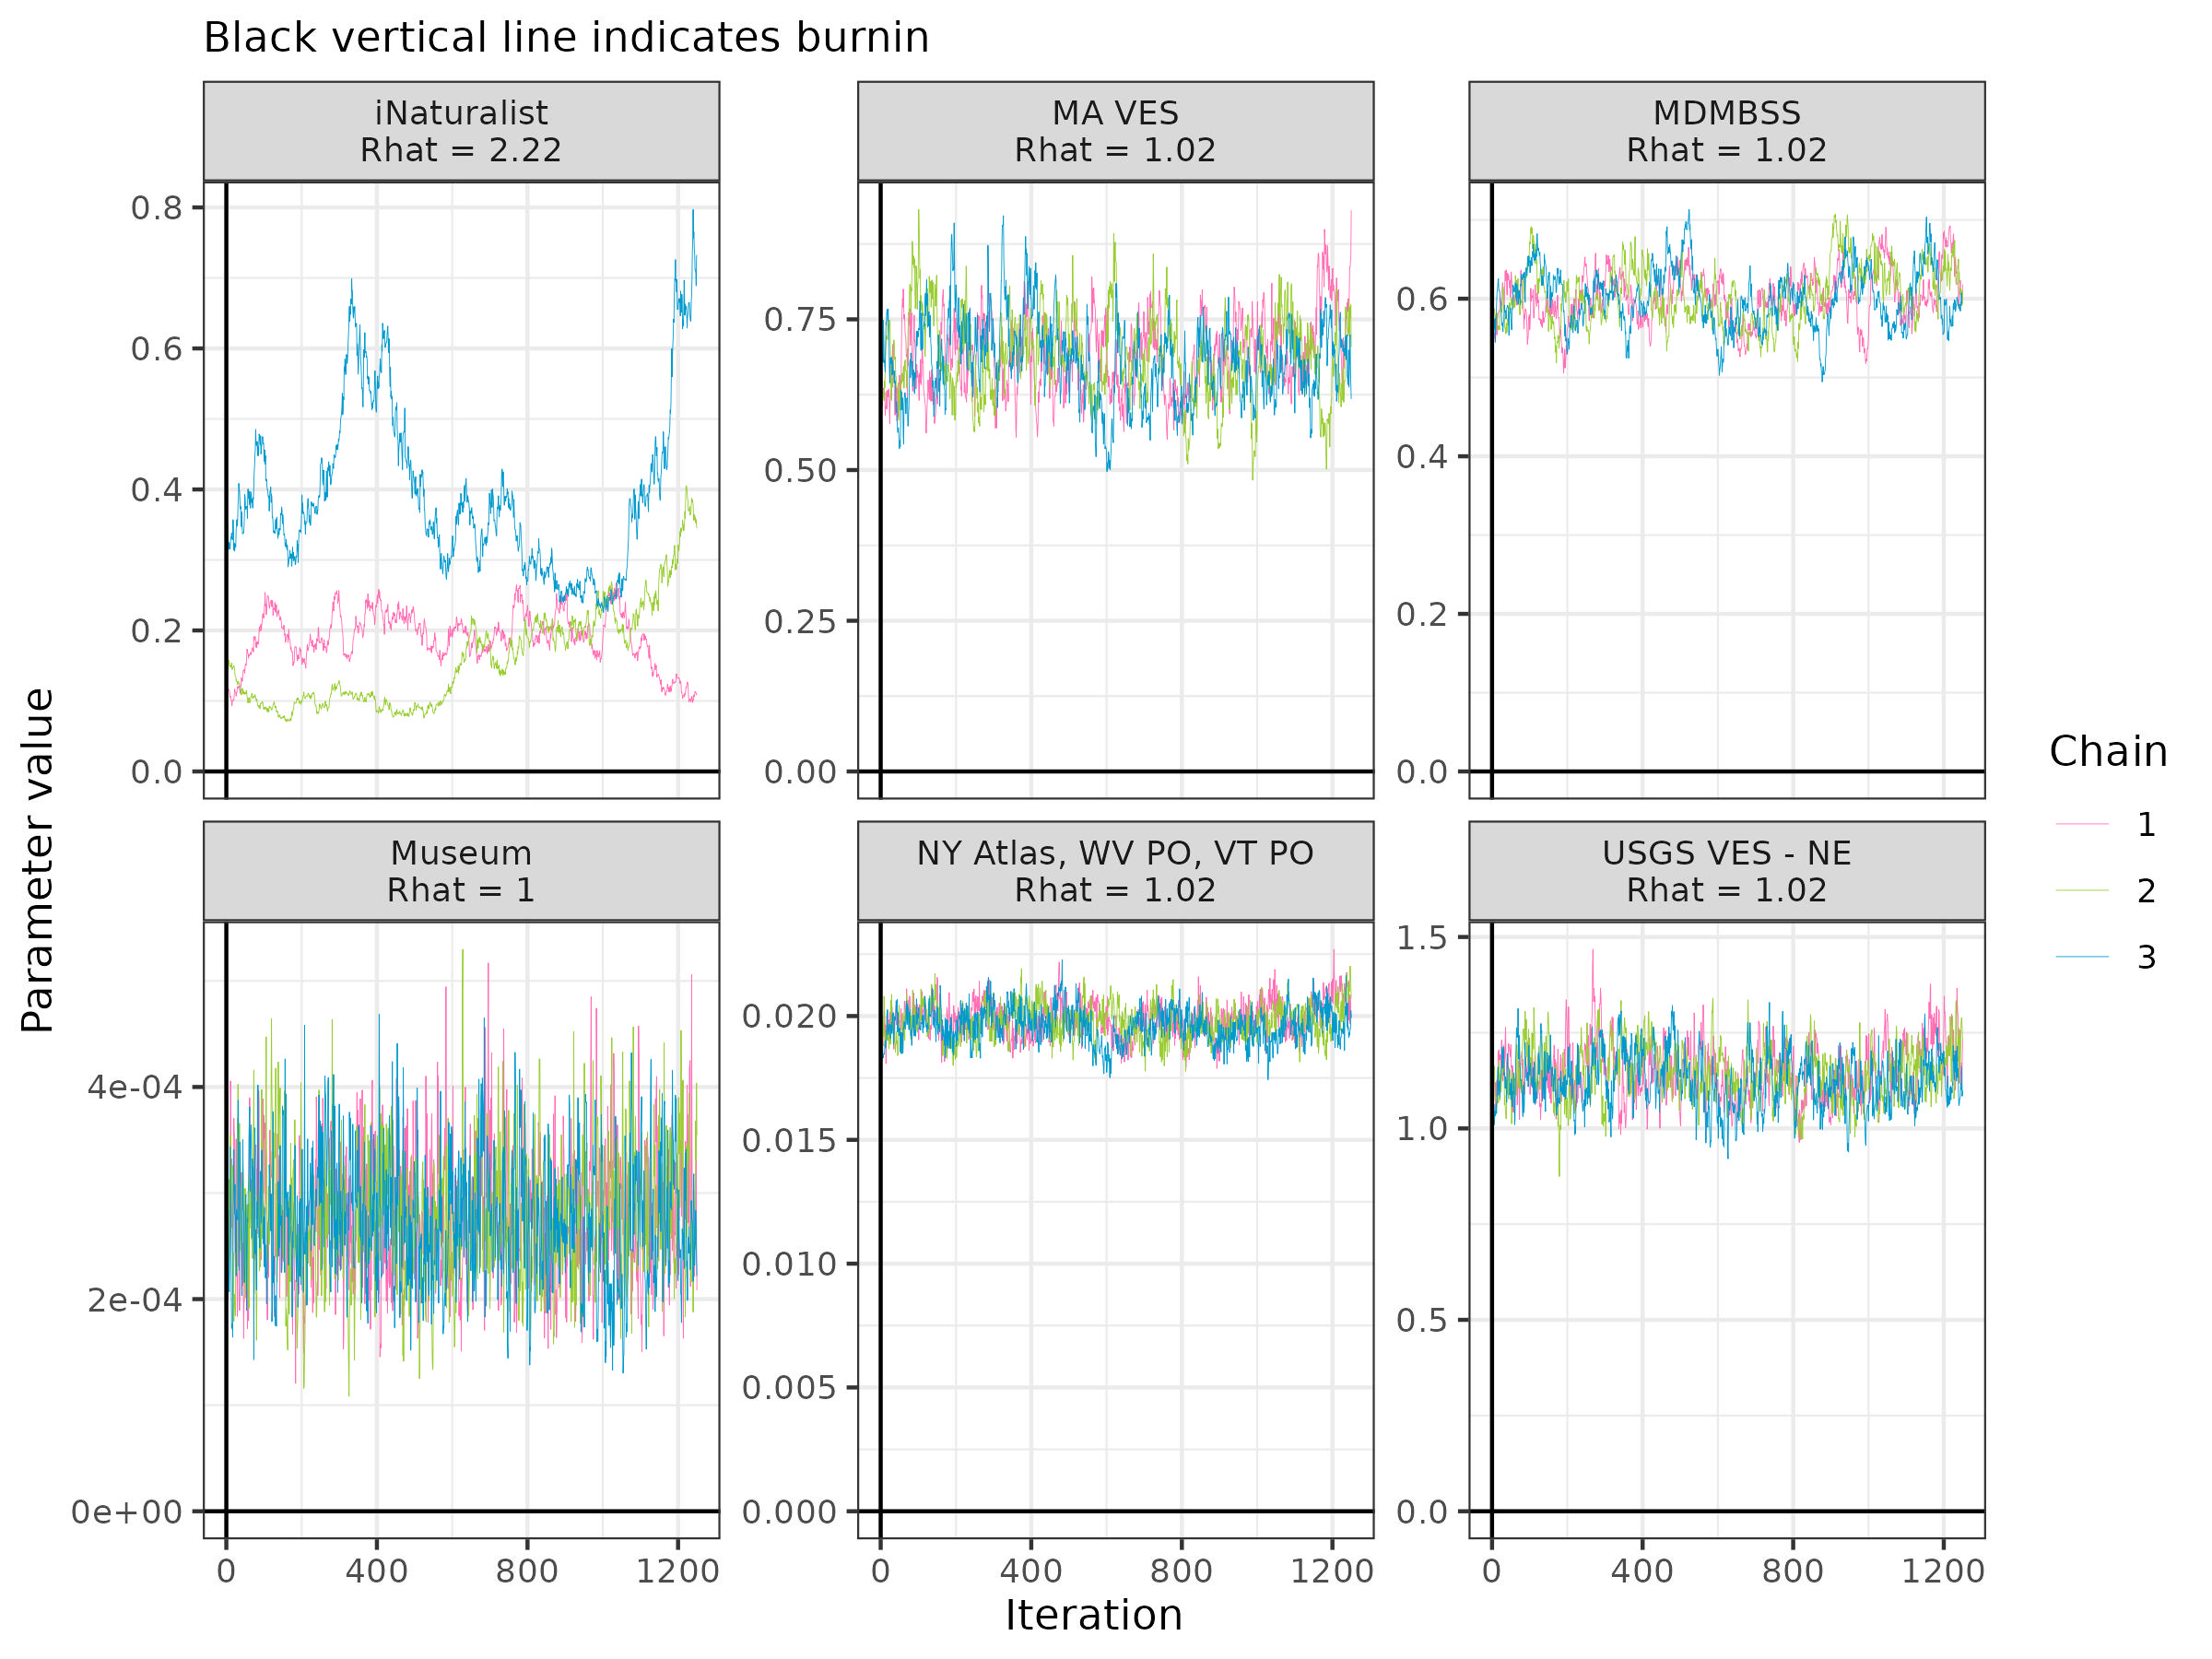 Black vertical line indicates burnin
iNaturalist
Rhat = 2.22
MA VES
Rhat = 1.02
MDMBSS
Rhat = 1.02
0.8
0.6
0.4
0.2
0.0
0.75
0.50
0.25
0.00
0.6
0.4
0.2
0.0
Museum
Rhat = 1
NY Atlas, WV PO, VT PO
Rhat = 1.02
USGS VES - NE
Rhat = 1.02
4e-04
2e-04
0e+00
0.020
0.015
0.010
0.005
0.000
1.5
1.0
0.5
0.0
0 400 800 1200
0 400 800 1200
0 400 800 1200
Iteration
Parameter value
Chain
1
2
3